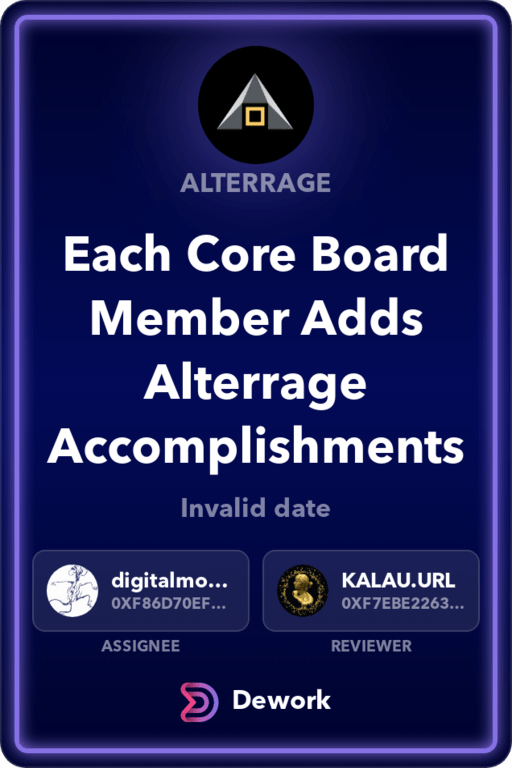 ALTERRAGE
Each Core Board
Member Adds
Alterrage
Accomplishments
Invalid date
digitalmo...
0XF86D70EF...
KALAU.URL
0XF7EBE2263...
ASSIGNEE
REVIEWER
Dework